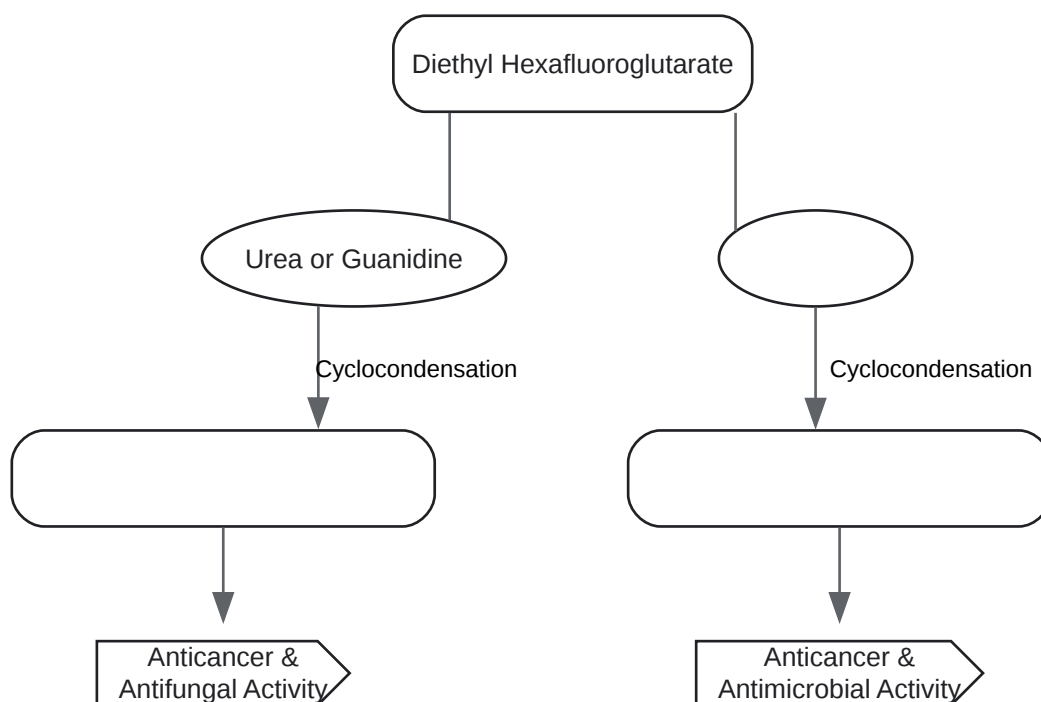 Diethyl Hexafluoroglutarate
Urea or Guanidine
Cyclocondensation
Cyclocondensation
Anticancer &
Antifungal Activity
Anticancer &
Antimicrobial Activity